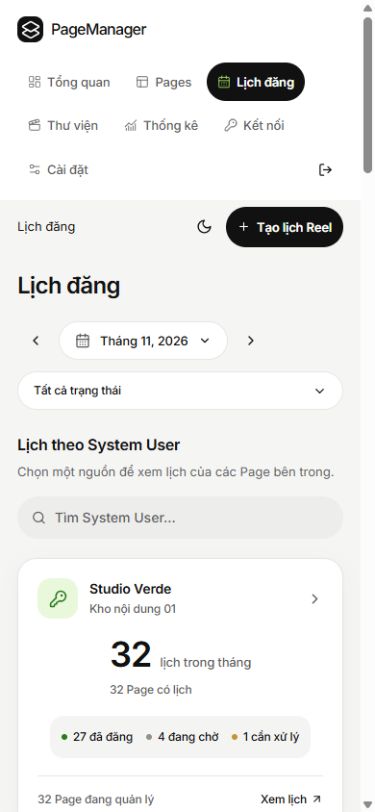 PageManager
Tổng quan
Pages
Lịch đăng
Thư viện
Thống kê
Kết nối
Cài đặt
Lịch đăng
Tạo lịch Reel
Lịch đăng
Tháng 11, 2026
Tất cả trạng thái
Lịch theo System User
Chọn một nguồn để xem lịch của các Page bên trong.
Tìm System User...
Studio Verde
Kho nội dung 01
32 lịch trong tháng
32 Page có lịch
27 đã đăng
4 đang chờ
1 cần xử lý
32 Page đang quản lý
Xem lịch